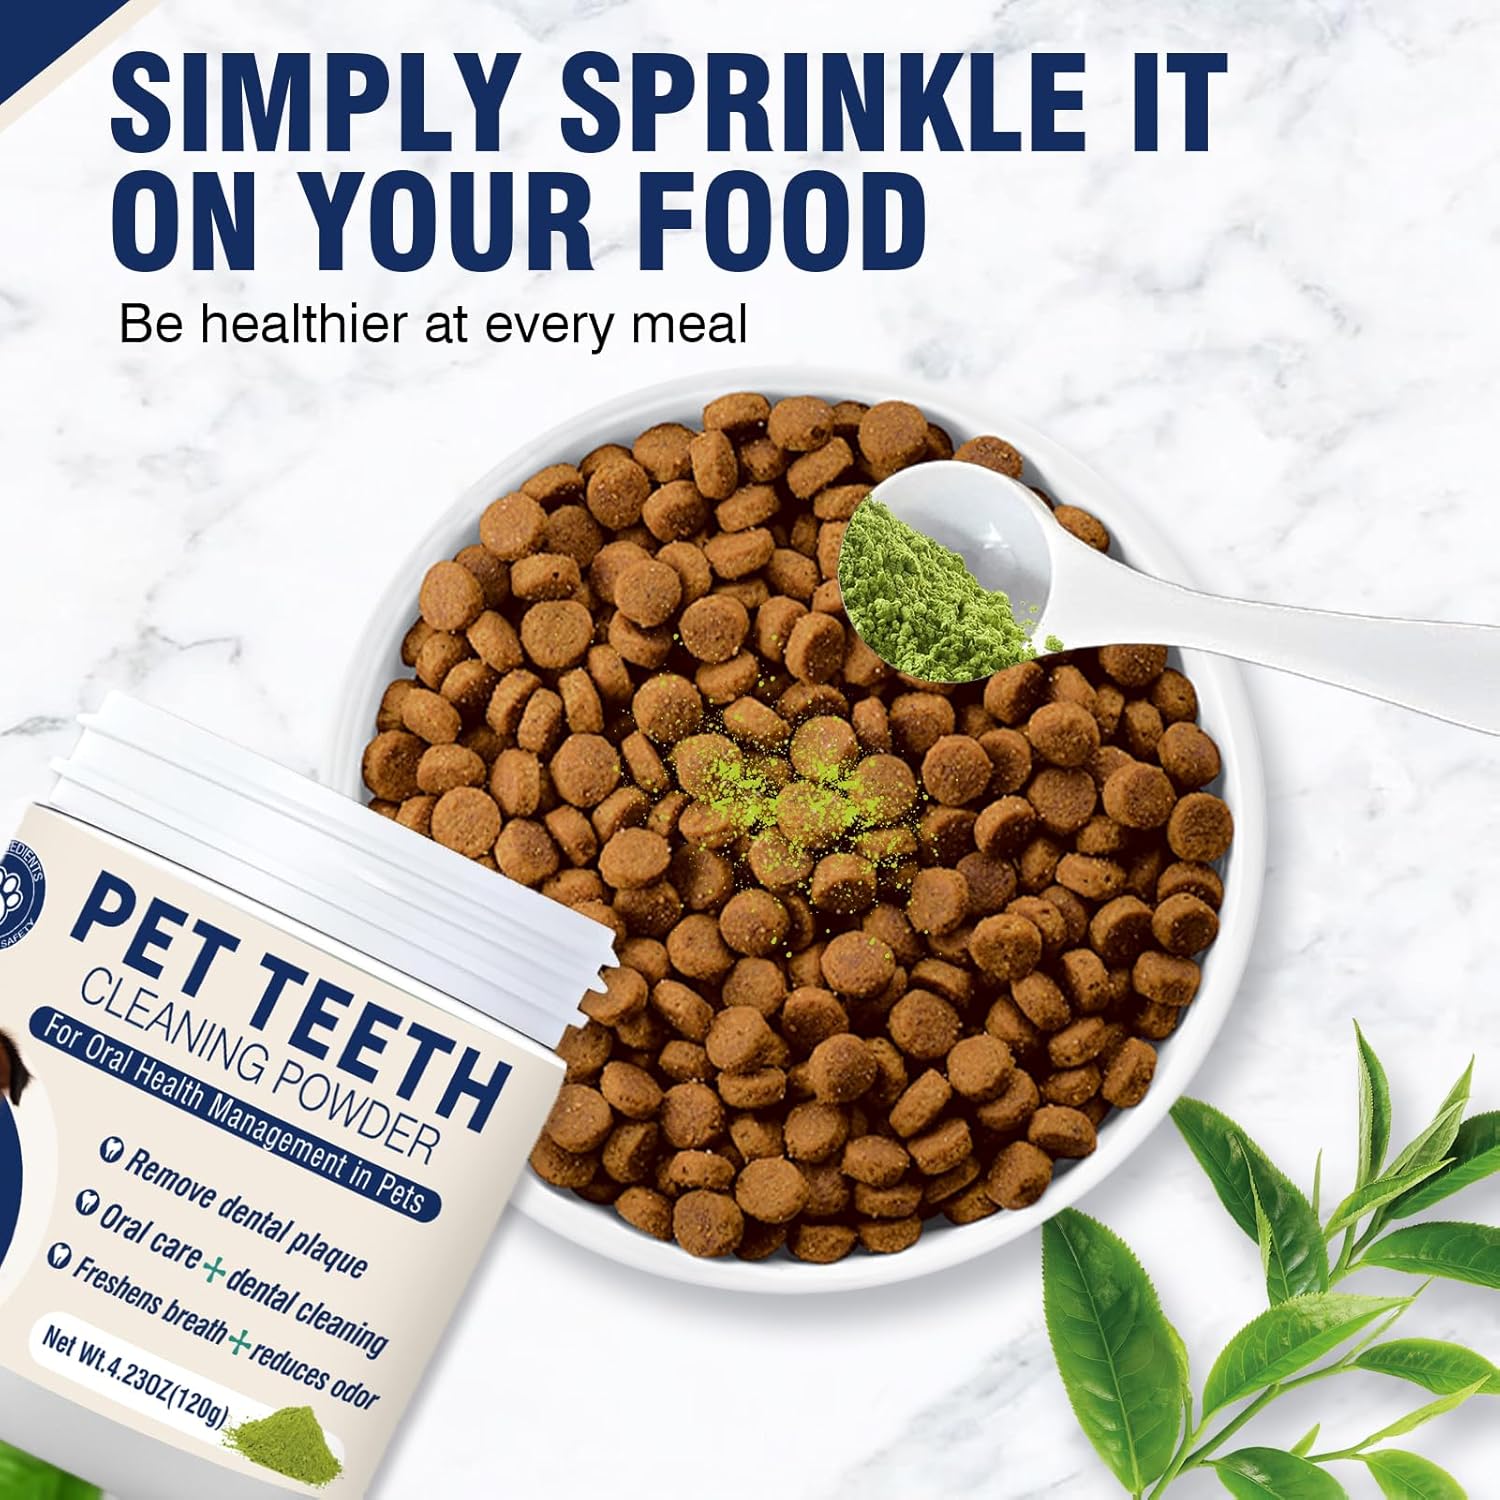 SIMPLY SPRINKLE IT
ON YOUR FOOD
Be healthier at every meal
SAFETY
PET TEETH
CLEANING POWDER
For Oral Health Management in Pets
Remove dental plaque
Oral care + dental cleaning
Freshens breath + reduces odor
Net Wt.4.23OZ(120g)